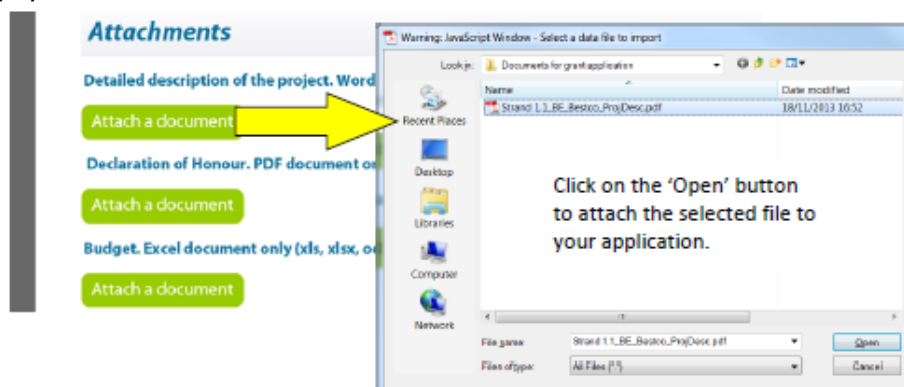 Attachments
Detailed description of the project. Word
Attach a document
Declaration of Honour. PDF document
Attach a document
Budget. Excel document only (xls, xlsx,
Attach a document
Warning: JavaScript Window - Select a data file to import
Look in:
Documents for grant application
Name
Date modified
Strand 1.1_BE_Bestco_ProjDesc.pdf
18/11/2013 16:52
Recent Places
Desktop
Libraries
Computer
Network
Click on the ‘Open’ button
to attach the selected file to
your application.
File name:
Strand 1.1_BE_Bestco_ProjDesc.pdf
Open
Files of type:
All Files (*.*)
Cancel